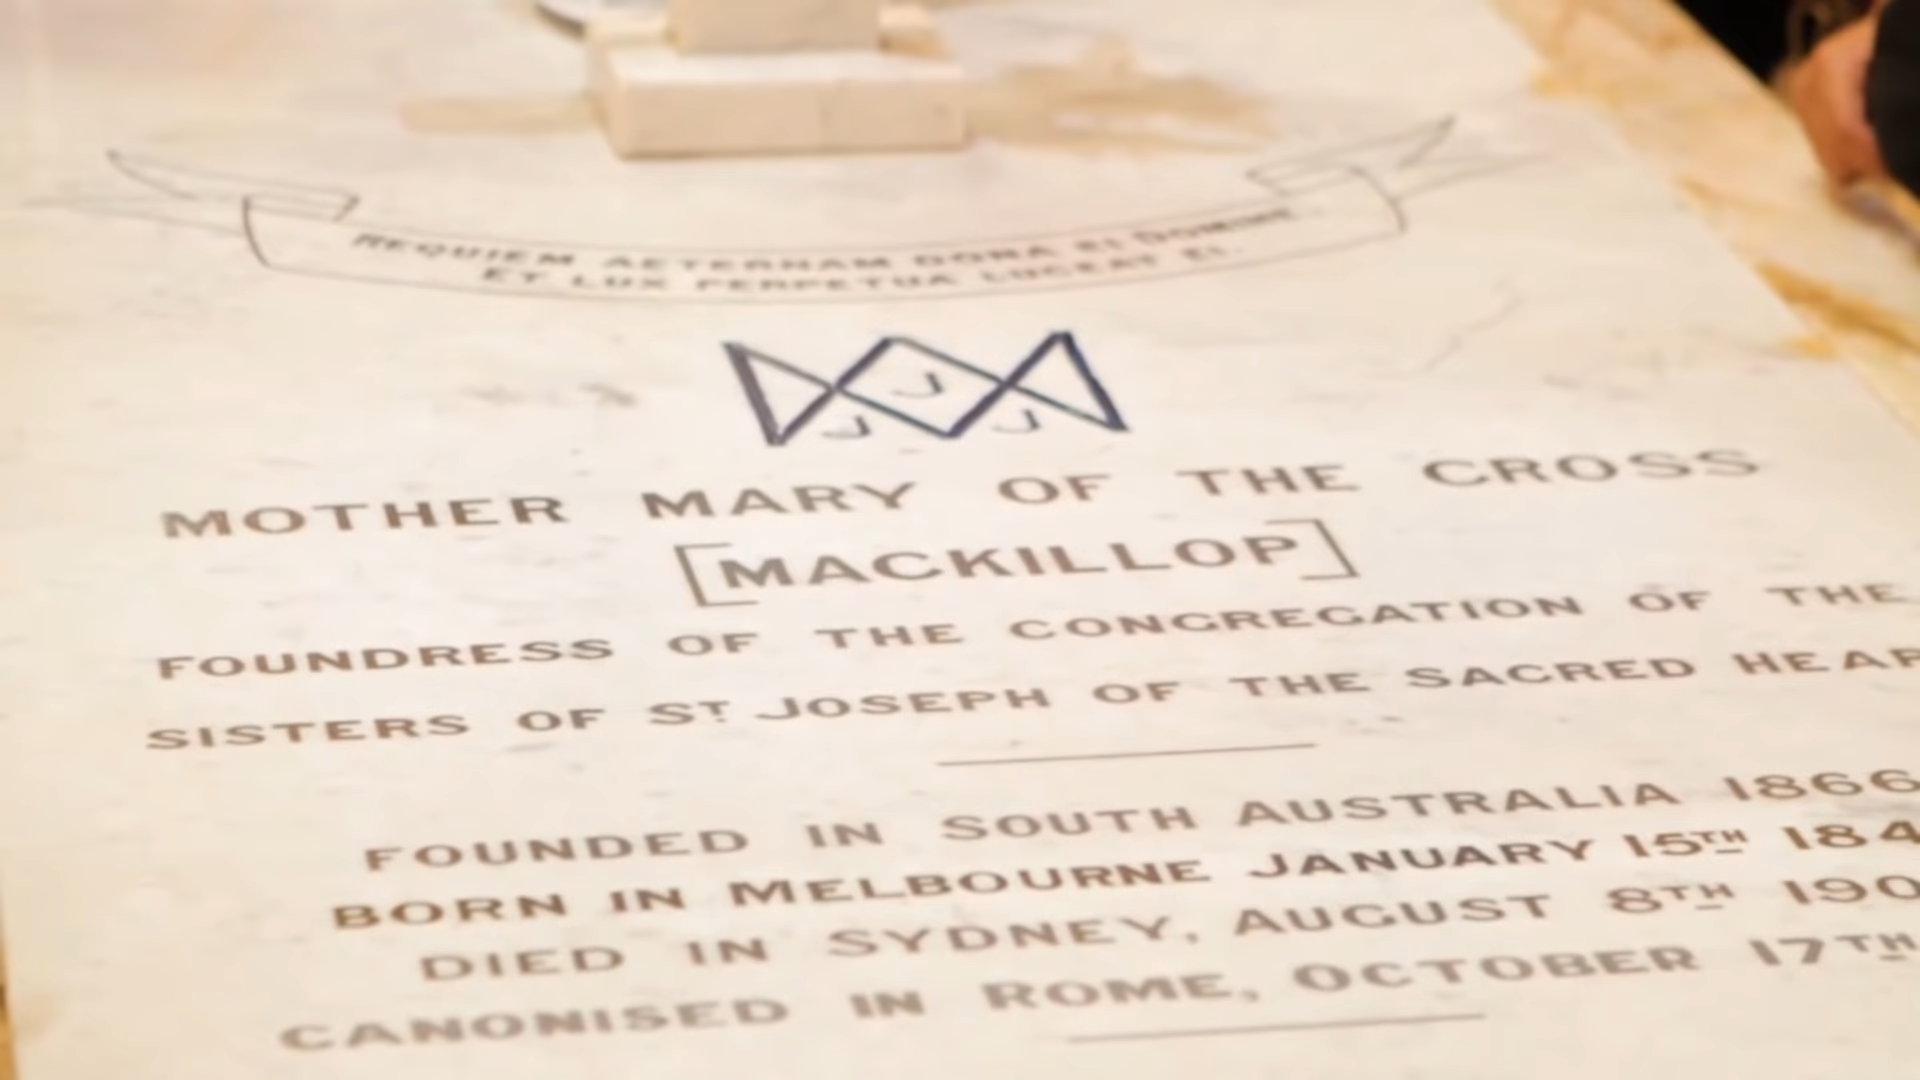 REQUIEM AETERNAM DONA EI DOMINE.
ET LUX PERPETUA LUCEAT EI.
J
J J
MOTHER MARY OF THE CROSS
[MACKILLOP]
FOUNDRESS OF THE CONGREGATION OF THE
SISTERS OF ST JOSEPH OF THE SACRED HEAR
FOUNDED IN SOUTH AUSTRALIA 1866
BORN IN MELBOURNE JANUARY 15TH 184
DIED IN SYDNEY, AUGUST 8TH 190
CANONISED IN ROME, OCTOBER 17TH